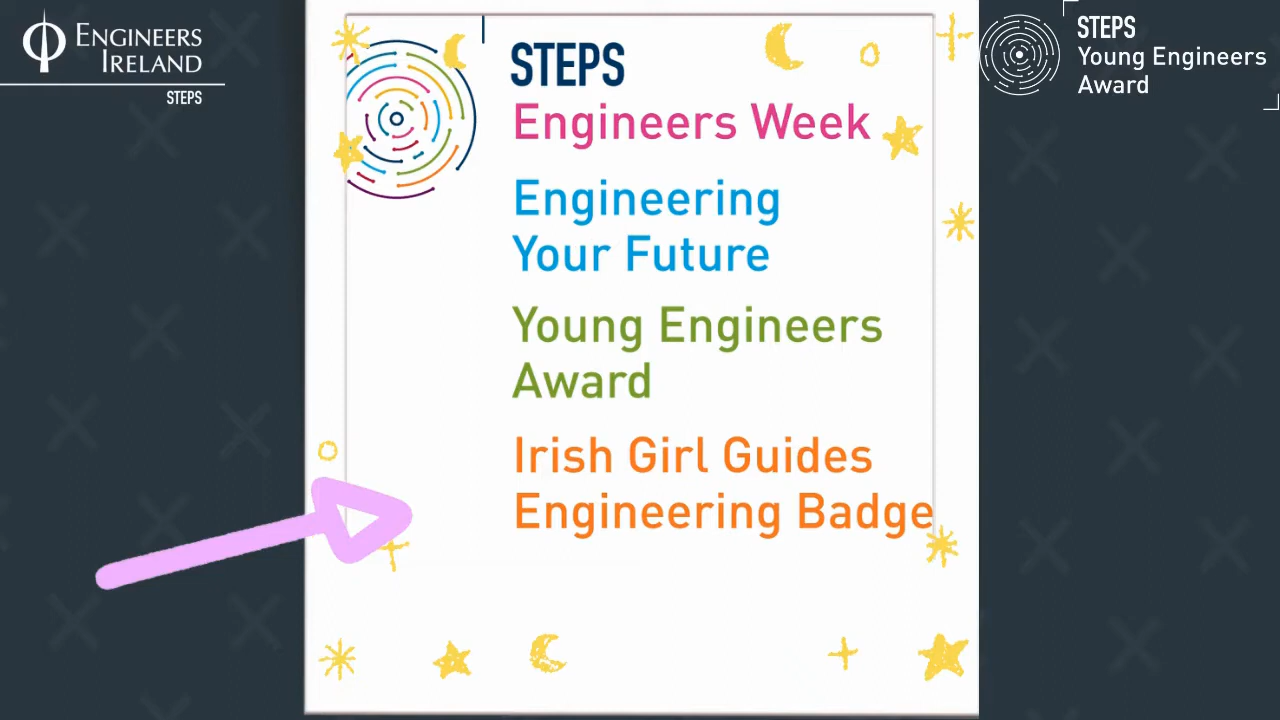 ENGINEERS
IRELAND
STEPS
STEPS
Engineers Week
Engineering
Your Future
Young Engineers
Award
Irish Girl Guides
Engineering Badge
STEPS
Young Engineers
Award